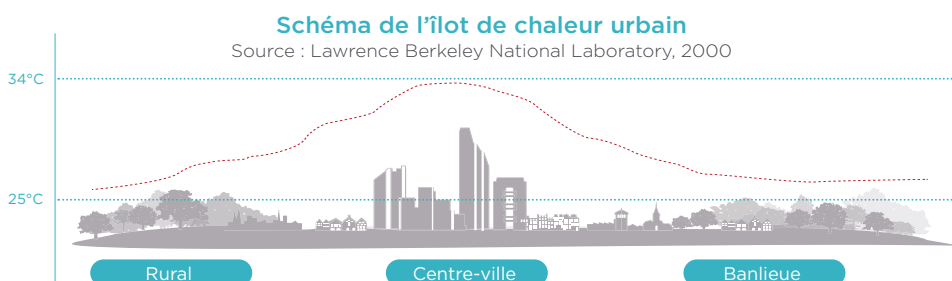 Schéma de l'îlot de chaleur urbain
Source : Lawrence Berkeley National Laboratory, 2000
34°C
25°C
Rural
Centre-ville
Banlieue